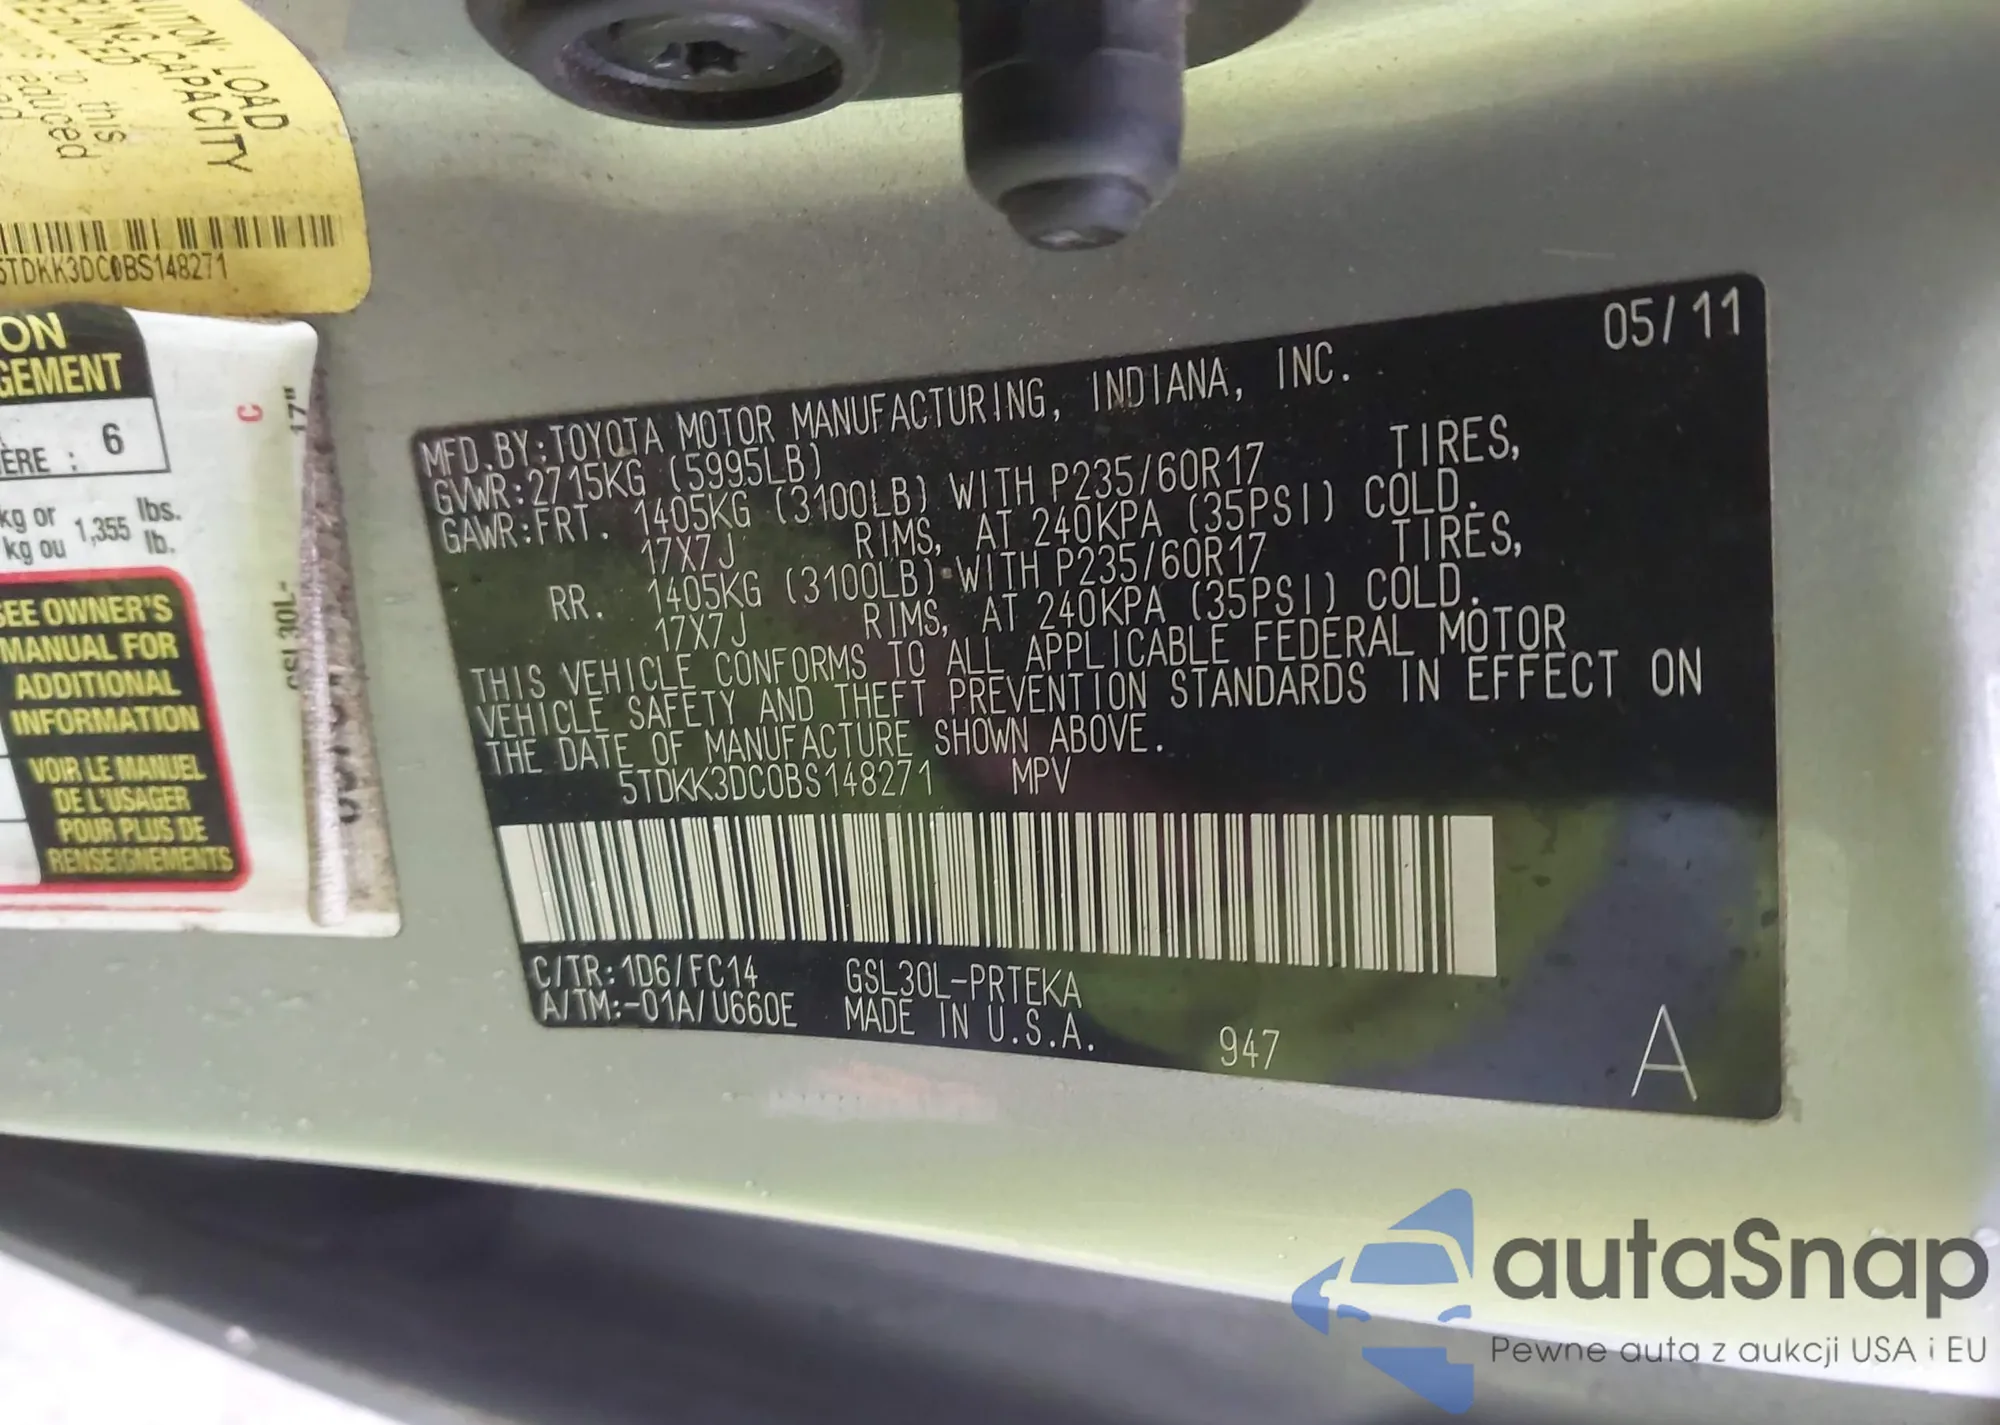 LOAD
CAPACITY
REDUCED
in this
reduced
5TDKK3DC0BS148271
ON
GEMENT
ÈRE : 6
kg or 1,355 lbs.
kg ou lb.
C
17"
GSL30L-
SEE OWNER'S
MANUAL FOR
ADDITIONAL
INFORMATION
VOIR LE MANUEL
DE L'USAGER
POUR PLUS DE
RENSEIGNEMENTS
05/11
MFD.BY:TOYOTA MOTOR MANUFACTURING, INDIANA, INC.
GVWR:2715KG (5995LB)
GAWR:FRT. 1405KG (3100LB) WITH P235/60R17 TIRES,
17X7J RIMS, AT 240KPA (35PSI) COLD.
RR. 1405KG (3100LB) WITH P235/60R17 TIRES,
17X7J RIMS, AT 240KPA (35PSI) COLD.
THIS VEHICLE CONFORMS TO ALL APPLICABLE FEDERAL MOTOR
VEHICLE SAFETY AND THEFT PREVENTION STANDARDS IN EFFECT ON
THE DATE OF MANUFACTURE SHOWN ABOVE.
5TDKK3DC0BS148271 MPV
C/TR:1D6/FC14 GSL30L-PRTEKA
A/TM:-01A/U660E MADE IN U.S.A.
947
A
autaSnap
Pewne auta z aukcji USA i EU